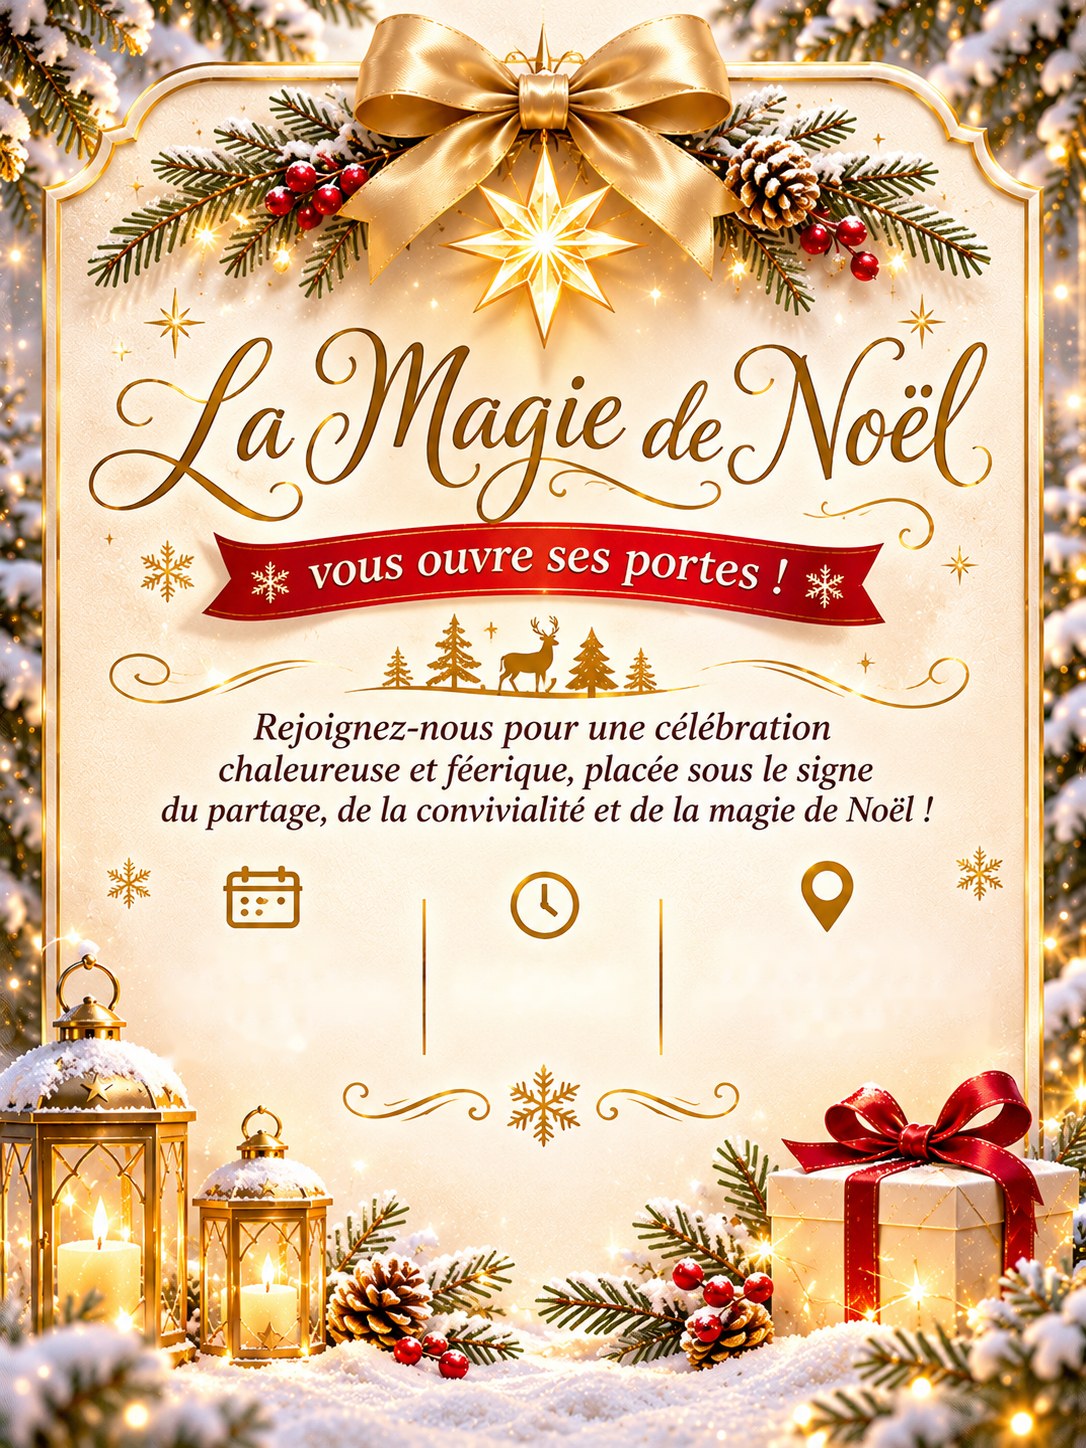 La Magie de Noël
vous ouvre ses portes !
Rejoignez-nous pour une célébration
chaleureuse et féerique, placée sous le signe
du partage, de la convivialité et de la magie de Noël !